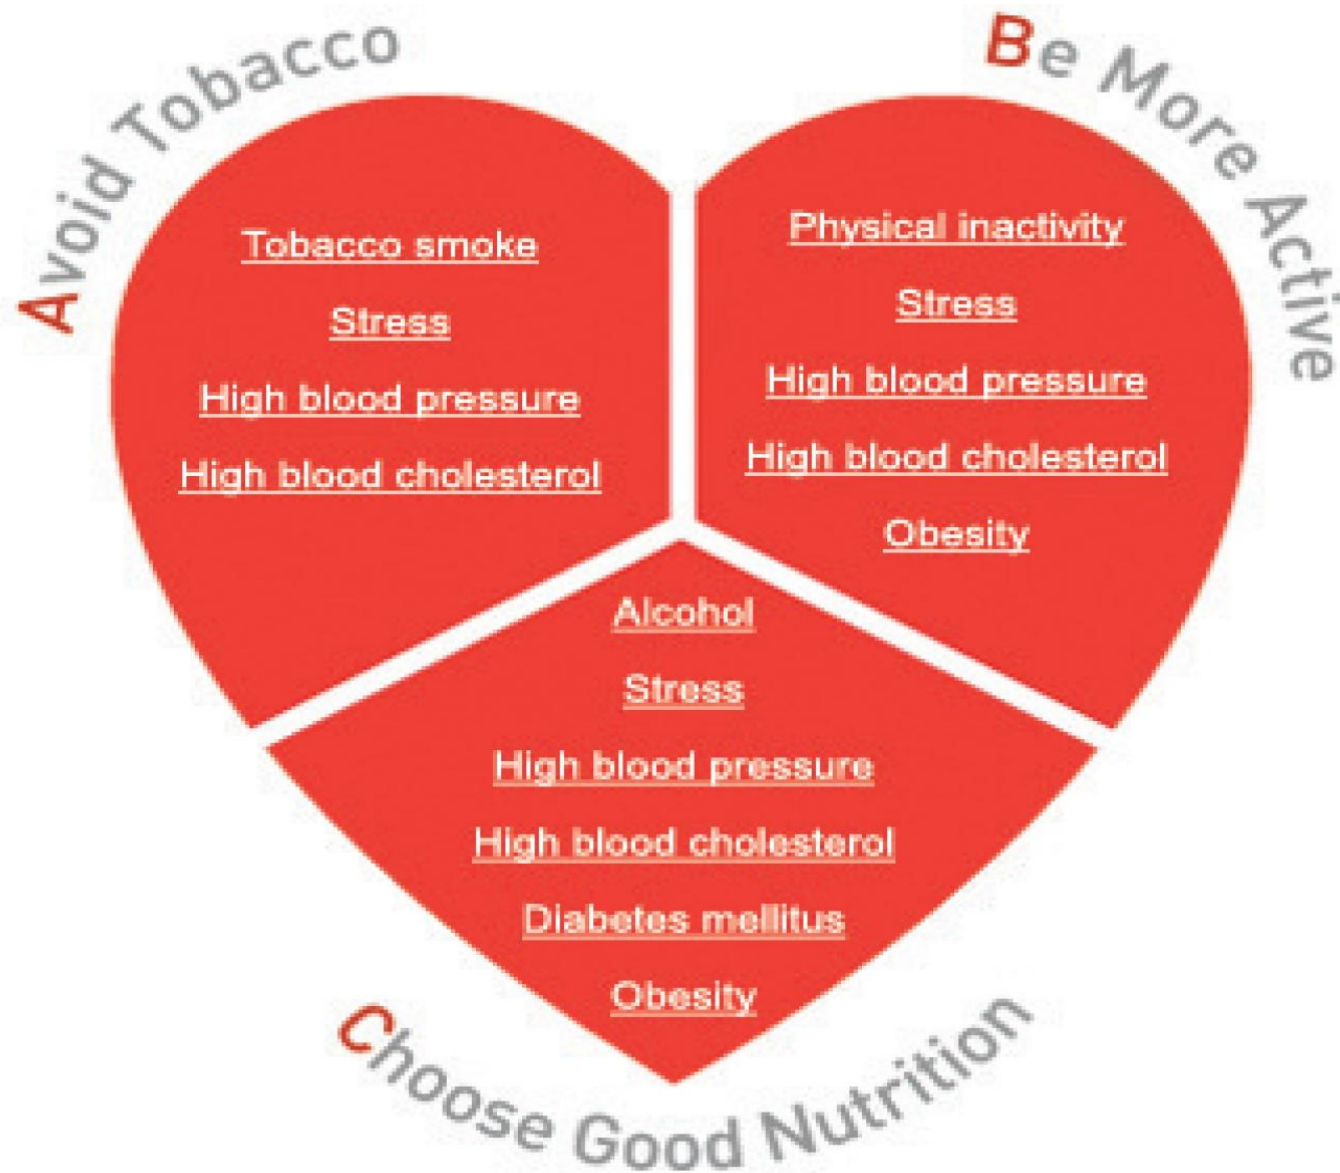 Avoid Tobacco
Tobacco smoke
Stress
High blood pressure
High blood cholesterol
Be More Active
Physical inactivity
Stress
High blood pressure
High blood cholesterol
Obesity
Alcohol
Stress
High blood pressure
High blood cholesterol
Diabetes mellitus
Obesity
Choose Good Nutrition